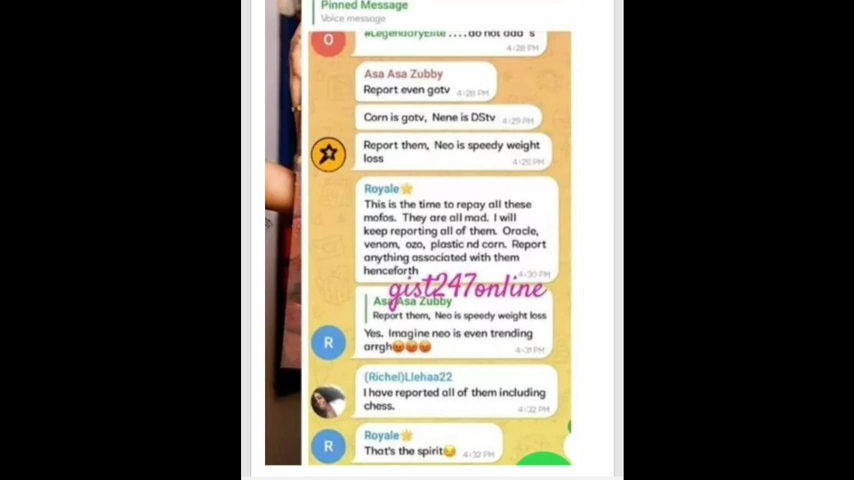 Pinned Message
Voice message
O
#LegendaryElite ....do not add 's
4:28 PM
Asa Asa Zubby
Report even gotv 4:28 PM
Corn is gotv, Nene is DStv 4:29 PM
Report them, Neo is speedy weight
loss 4:29 PM
Royale
This is the time to repay all these
mofos. They are all mad. I will
keep reporting all of them. Oracle,
venom, ozo, plastic nd corn. Report
anything associated with them
henceforth 4:30 PM
gist247online
Asa Asa Zubby
Report them, Neo is speedy weight loss
Yes. Imagine neo is even trending
R
arrgh😡😡😡 4:31 PM
(Richel)Llehaa22
I have reported all of them including
chess. 4:32 PM
Royale
R
That's the spirit 4:32 PM